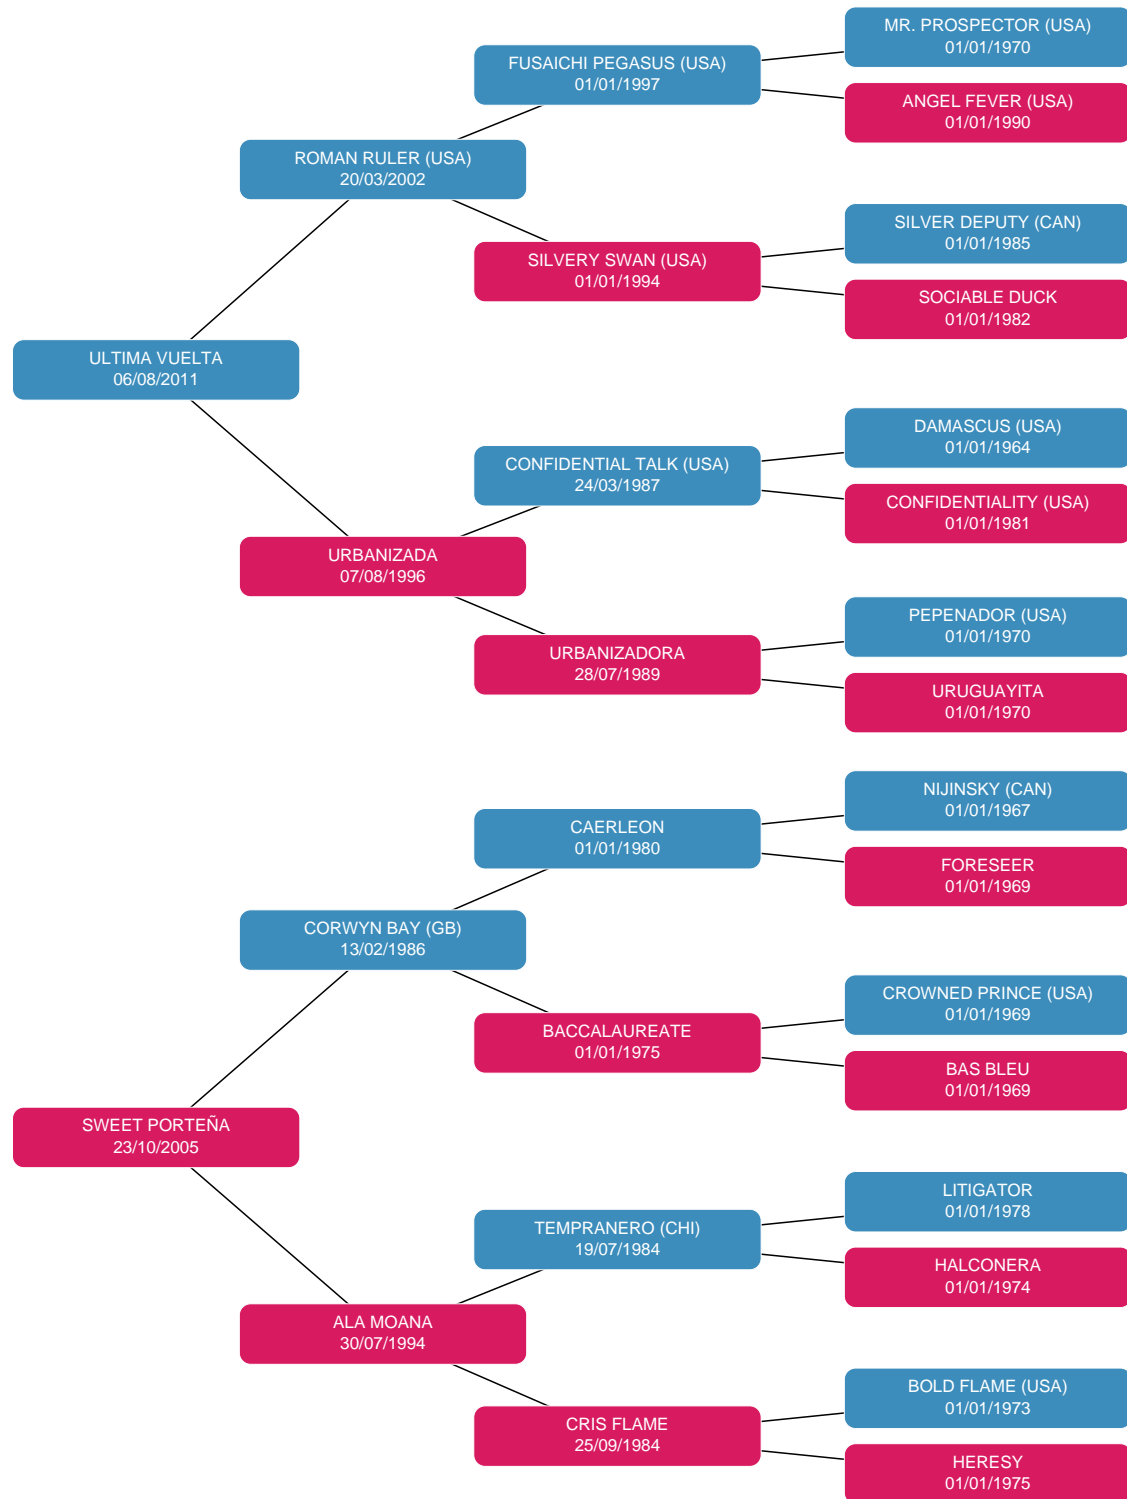 MR. PROSPECTOR (USA)
01/01/1970
FUSAICHI PEGASUS (USA)
01/01/1997
ANGEL FEVER (USA)
01/01/1990
ROMAN RULER (USA)
20/03/2002
SILVER DEPUTY (CAN)
01/01/1985
SILVERY SWAN (USA)
01/01/1994
SOCIABLE DUCK
01/01/1982
ULTIMA VUELTA
06/08/2011
DAMASCUS (USA)
01/01/1964
CONFIDENTIAL TALK (USA)
24/03/1987
CONFIDENTIALITY (USA)
01/01/1981
URBANIZADA
07/08/1996
PEPENADOR (USA)
01/01/1970
URBANIZADORA
28/07/1989
URUGUAYITA
01/01/1970
NIJINSKY (CAN)
01/01/1967
CAERLEON
01/01/1980
FORESEER
01/01/1969
CORWYN BAY (GB)
13/02/1986
CROWNED PRINCE (USA)
01/01/1969
BACCALAUREATE
01/01/1975
BAS BLEU
01/01/1969
SWEET PORTEÑA
23/10/2005
LITIGATOR
01/01/1978
TEMPRANERO (CHI)
19/07/1984
HALCONERA
01/01/1974
ALA MOANA
30/07/1994
BOLD FLAME (USA)
01/01/1973
CRIS FLAME
25/09/1984
HERESY
01/01/1975